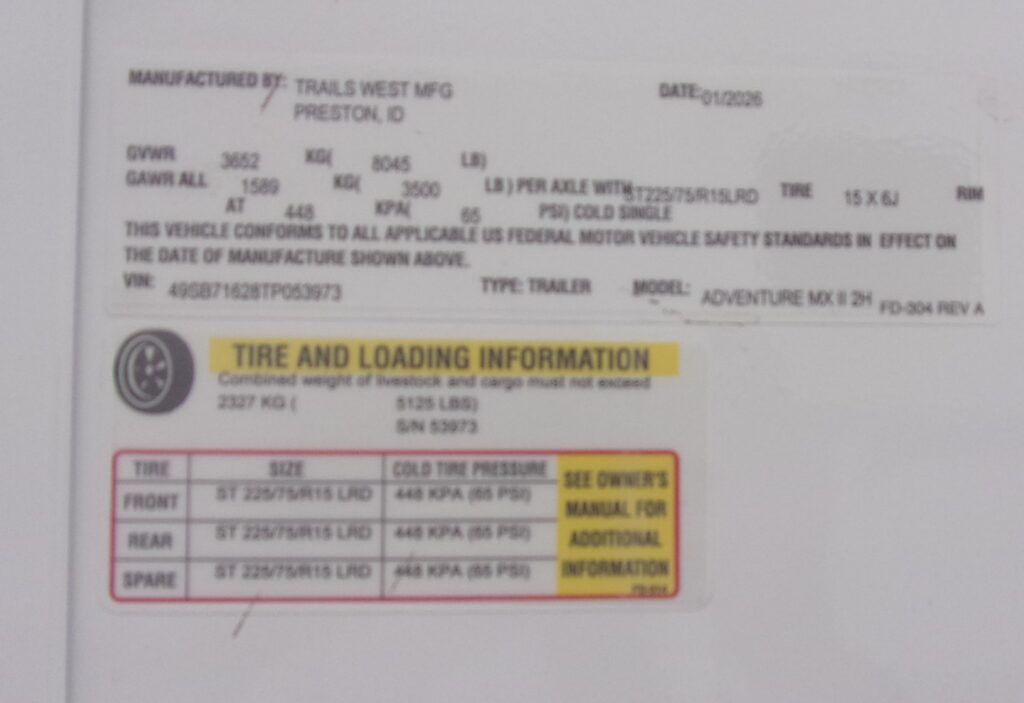 MANUFACTURED BY: TRAILS WEST MFG DATE: 01/2026
PRESTON, ID
GVWR 3652 KG( 8045 LB)
GAWR ALL 1589 KG( 3500 LB) PER AXLE WITH ST225/75/R15LRD TIRE 15 X 6J RIM
AT 448 KPA( 65 PSI) COLD SINGLE
THIS VEHICLE CONFORMS TO ALL APPLICABLE US FEDERAL MOTOR VEHICLE SAFETY STANDARDS IN EFFECT ON
THE DATE OF MANUFACTURE SHOWN ABOVE.
VIN: 49SB71628TP053973 TYPE: TRAILER MODEL: ADVENTURE MX II 2H FD-304 REV A
TIRE AND LOADING INFORMATION
Combined weight of livestock and cargo must not exceed
2327 KG ( 5125 LBS)
S/N 53973
TIRE SIZE COLD TIRE PRESSURE
FRONT ST 225/75/R15 LRD 448 KPA (65 PSI)
REAR ST 225/75/R15 LRD 448 KPA (65 PSI)
SPARE ST 225/75/R15 LRD 448 KPA (65 PSI)
SEE OWNER'S
MANUAL FOR
ADDITIONAL
INFORMATION